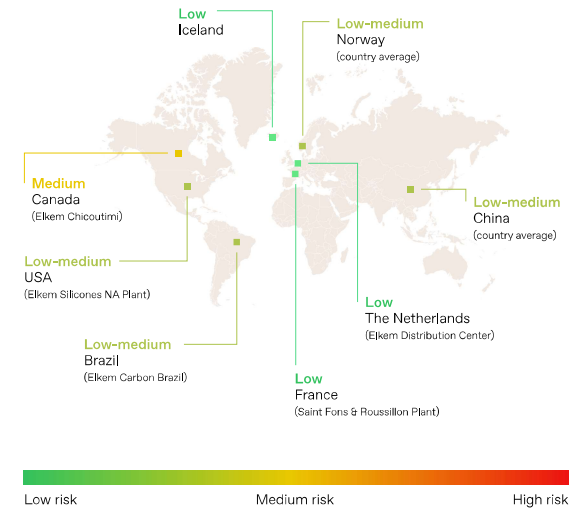 Low
Iceland
Low-medium
Norway
(country average)
Medium
Canada
(Elkem Chicoutimi)
Low-medium
China
(country average)
Low-medium
USA
(Elkem Silicones NA Plant)
Low
The Netherlands
(Elkem Distribution Center)
Low-medium
Brazil
(Elkem Carbon Brazil)
Low
France
(Saint Fons & Roussillon Plant)
Low risk
Medium risk
High risk